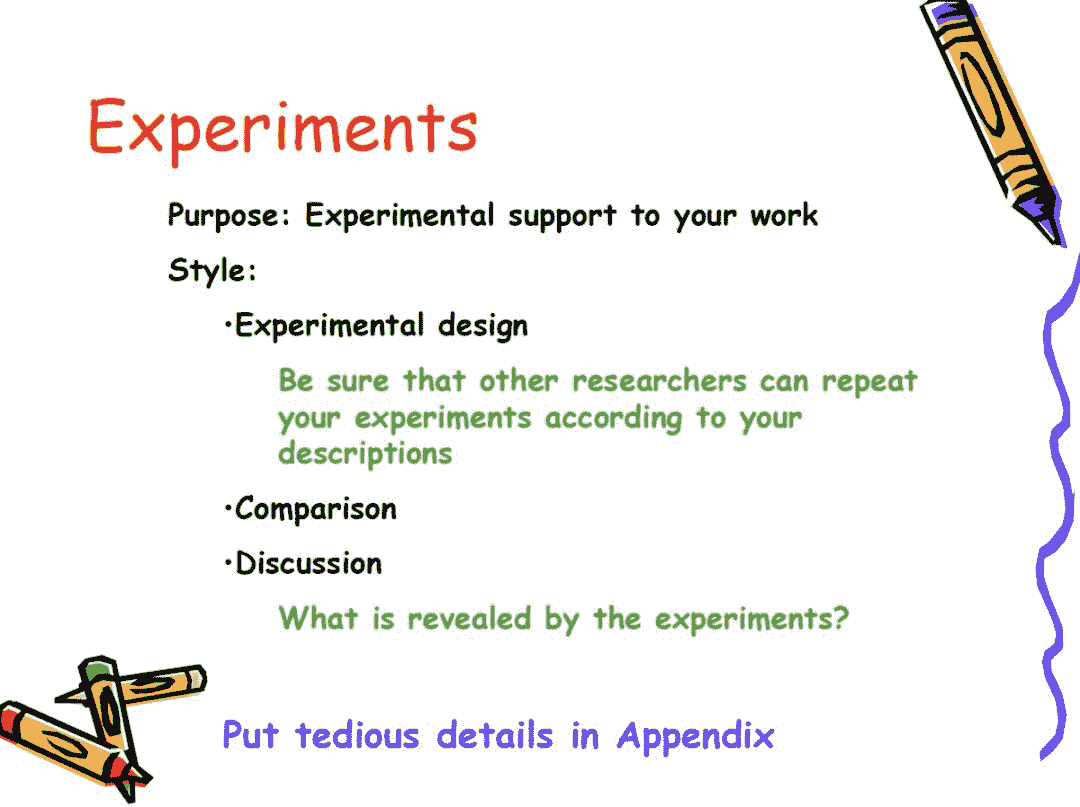 Experiments
Purpose: Experimental support to your work
Style:
•Experimental design
Be sure that other researchers can repeat
your experiments according to your
descriptions
•Comparison
•Discussion
What is revealed by the experiments?
Put tedious details in Appendix